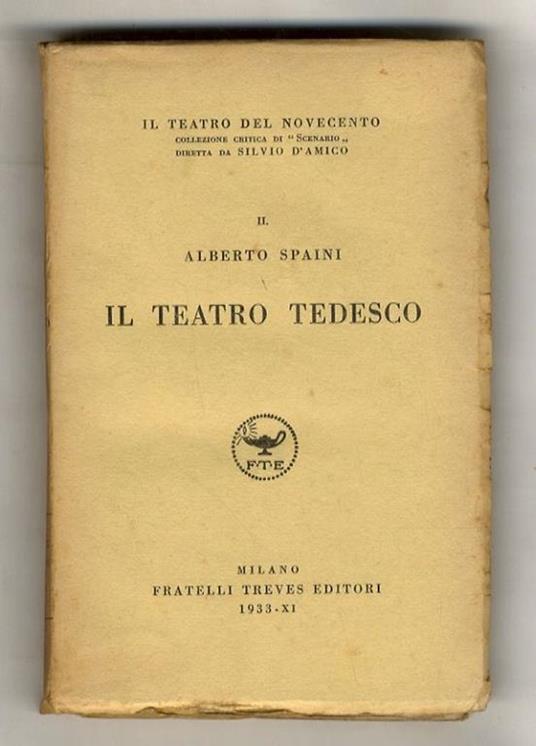 IL TEATRO DEL NOVECENTO
COLLEZIONE CRITICA DI "SCENARIO„
DIRETTA DA SILVIO D'AMICO
II.
ALBERTO SPAINI
IL TEATRO TEDESCO
F·T·E
MILANO
FRATELLI TREVES EDITORI
1933-XI